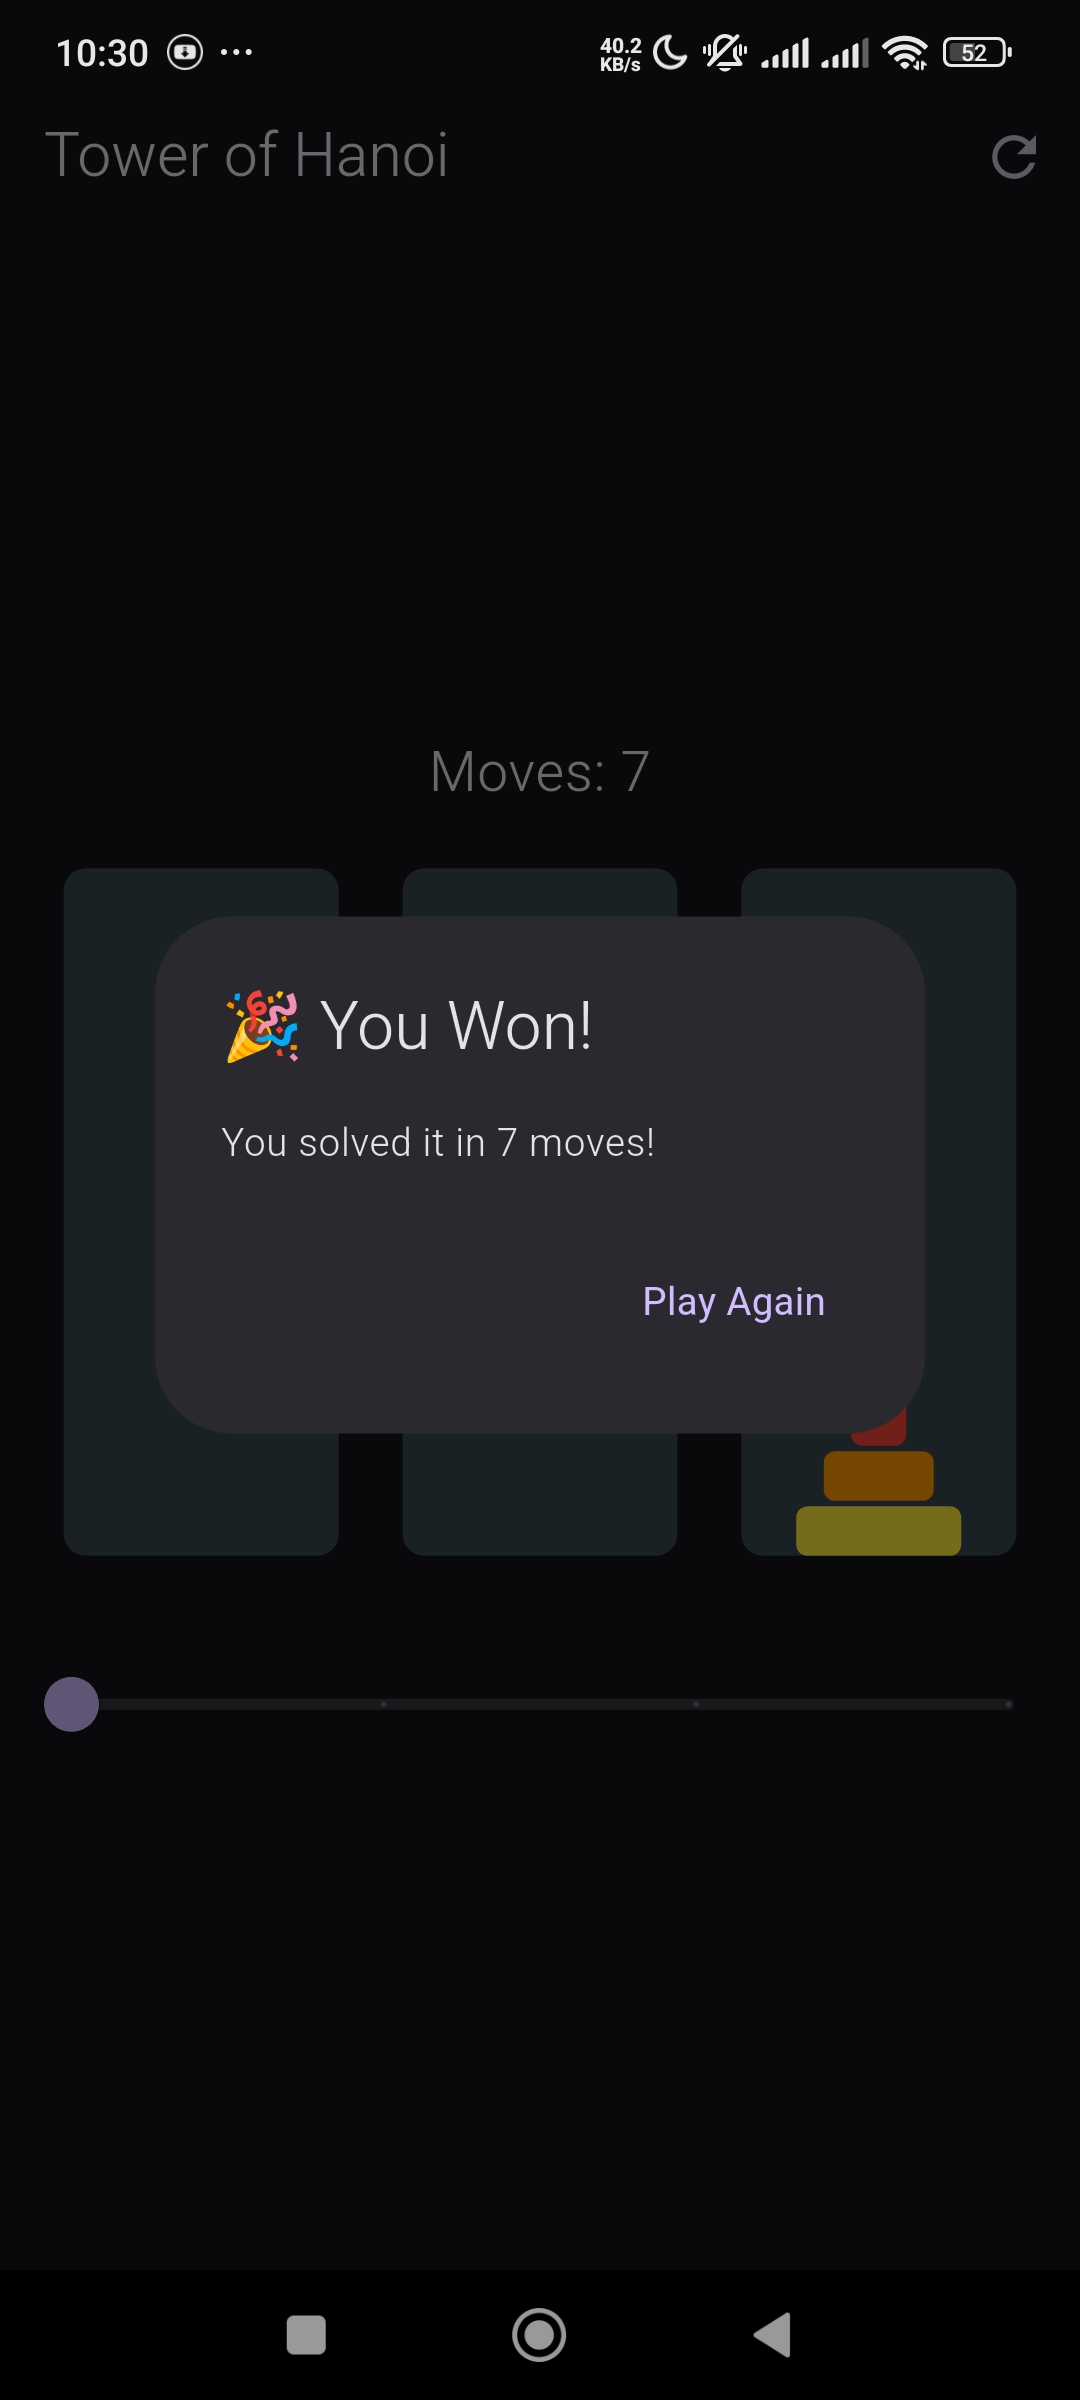 10:30
40.2
KB/s
52
Tower of Hanoi
Moves: 7
🎉 You Won!
You solved it in 7 moves!
Play Again